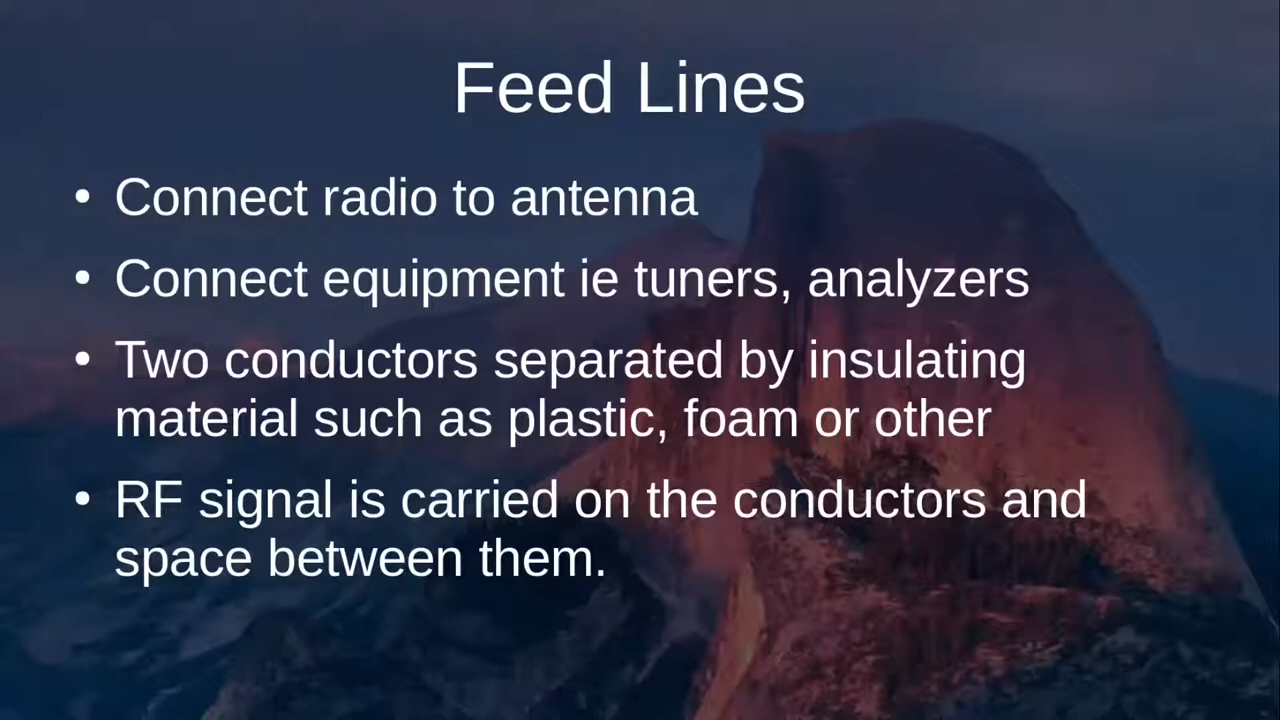 Feed Lines
• Connect radio to antenna
• Connect equipment ie tuners, analyzers
• Two conductors separated by insulating
material such as plastic, foam or other
• RF signal is carried on the conductors and
space between them.